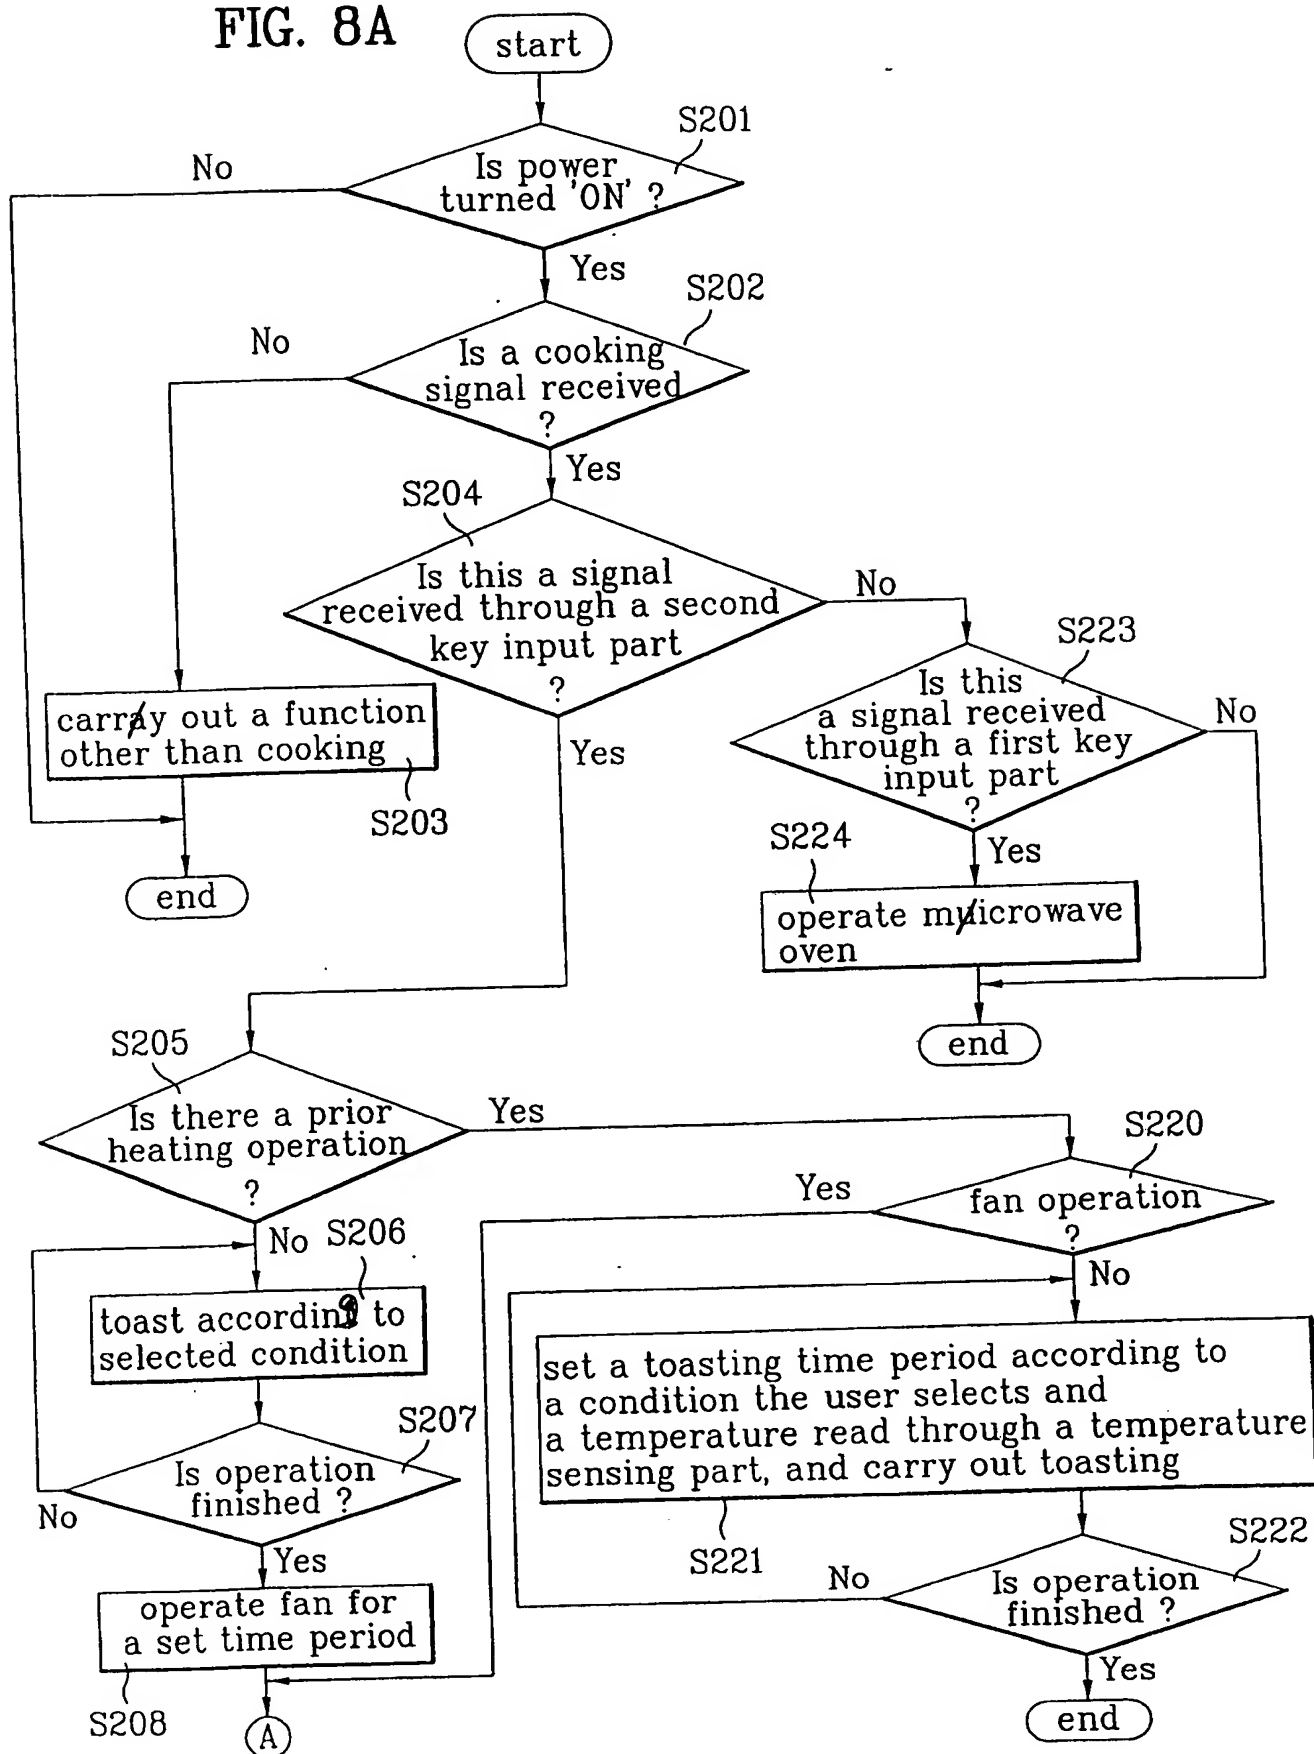 FIG. 8A
start
S201
No
Is power
turned 'ON' ?
Yes
S202
No
Is a cooking
signal received
?
Yes
S204
Is this a signal
received through a second
key input part
?
No
S223
Is this
a signal received
through a first key
input part
?
No
carry out a function
other than cooking
S203
Yes
S224
Yes
operate microwave
oven
end
end
S205
Is there a prior
heating operation
?
Yes
S220
Yes
fan operation
?
No
S206
No
toast according to
selected condition
set a toasting time period according to
a condition the user selects and
a temperature read through a temperature
sensing part, and carry out toasting
S207
Is operation
finished ?
No
Yes
S221
S222
No
Is operation
finished ?
operate fan for
a set time period
Yes
S208
A
end